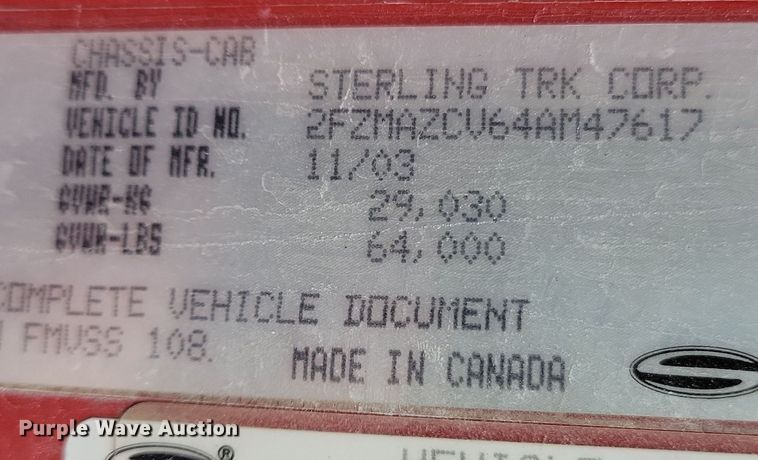 CHASSIS-CAB
MFD. BY STERLING TRK CORP.
VEHICLE ID NO. 2FZMAZCV64AM47617
DATE OF MFR. 11/03
GVWR-KG 29,030
GVWR-LBS 64,000
COMPLETE VEHICLE DOCUMENT
FMVSS 108.
MADE IN CANADA
S
Purple Wave Auction
®
VEHICLE